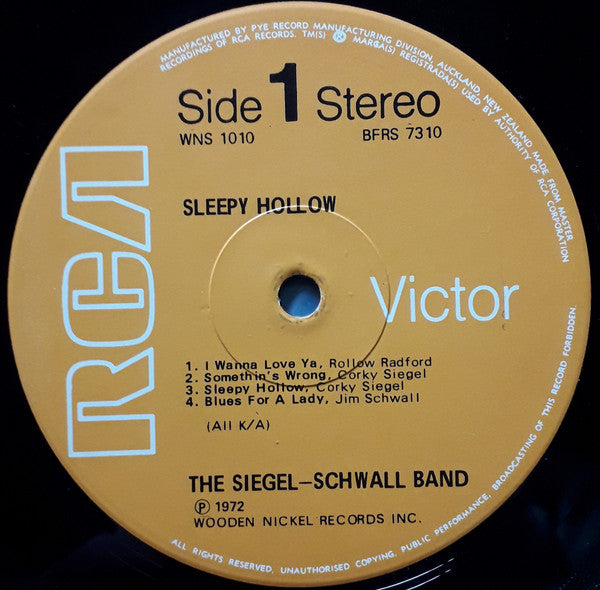 MANUFACTURED BY PYE RECORD MANUFACTURING DIVISION, AUCKLAND, NEW ZEALAND MADE FROM MASTER
RECORDINGS OF RCA RECORDS. TM(S) ® MARCA(S) REGISTRADA(S) USED BY AUTHORITY OF RCA CORPORATION
Side 1 Stereo
WNS 1010 BFRS 7310
RCA
SLEEPY HOLLOW
Victor
1. I Wanna Love Ya, Rollow Radford
2. Somethin's Wrong, Corky Siegel
3. Sleepy Hollow, Corky Siegel
4. Blues For A Lady, Jim Schwall
(All K/A)
THE SIEGEL–SCHWALL BAND
Ⓟ 1972
WOODEN NICKEL RECORDS INC.
ALL RIGHTS RESERVED, UNAUTHORISED COPYING, PUBLIC PERFORMANCE, BROADCASTING OF THIS RECORD FORBIDDEN.